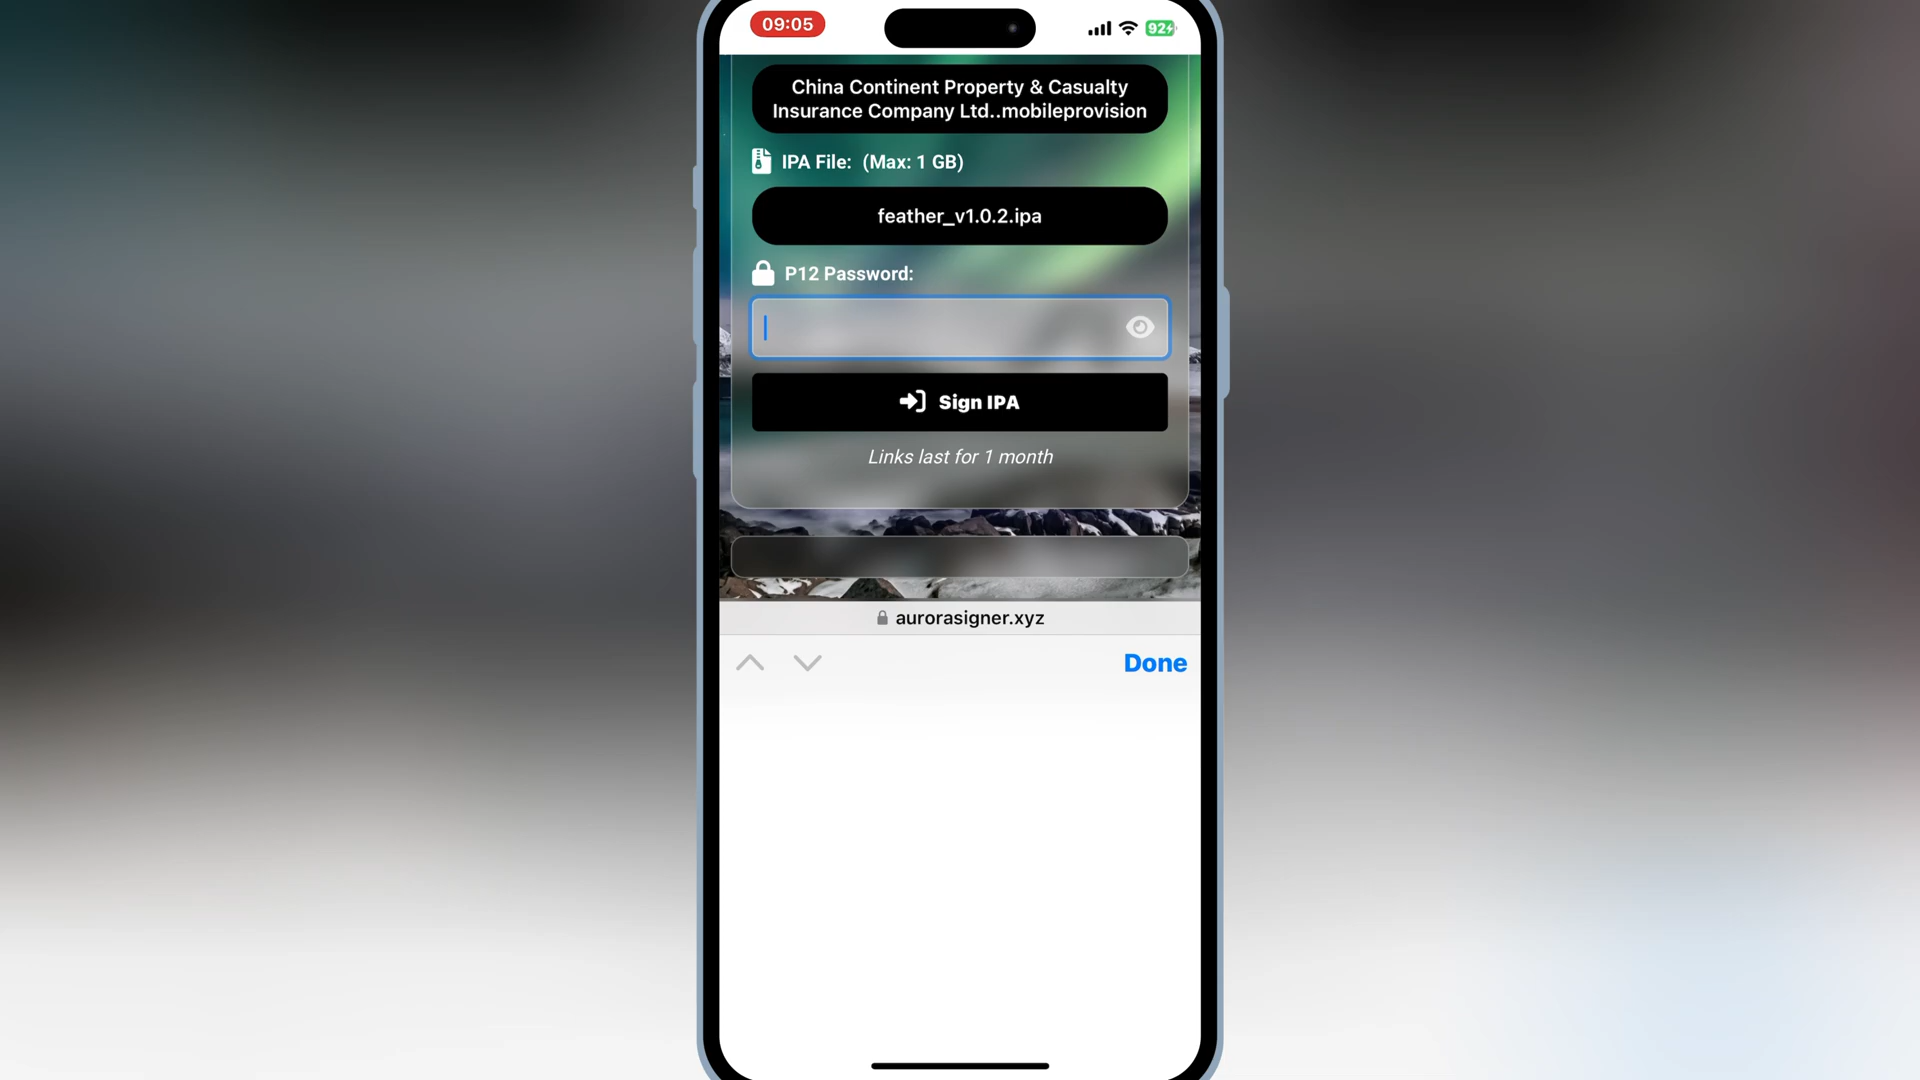 09:05
92
China Continent Property & Casualty
Insurance Company Ltd..mobileprovision
IPA File: (Max: 1 GB)
feather_v1.0.2.ipa
P12 Password:
Sign IPA
Links last for 1 month
aurorasigner.xyz
Done